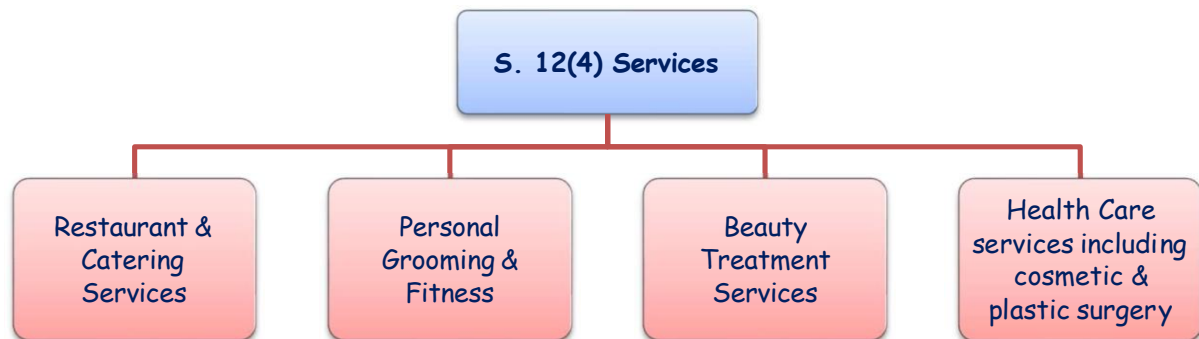 S. 12(4) Services
Restaurant &
Catering
Services
Personal
Grooming &
Fitness
Beauty
Treatment
Services
Health Care
services including
cosmetic &
plastic surgery